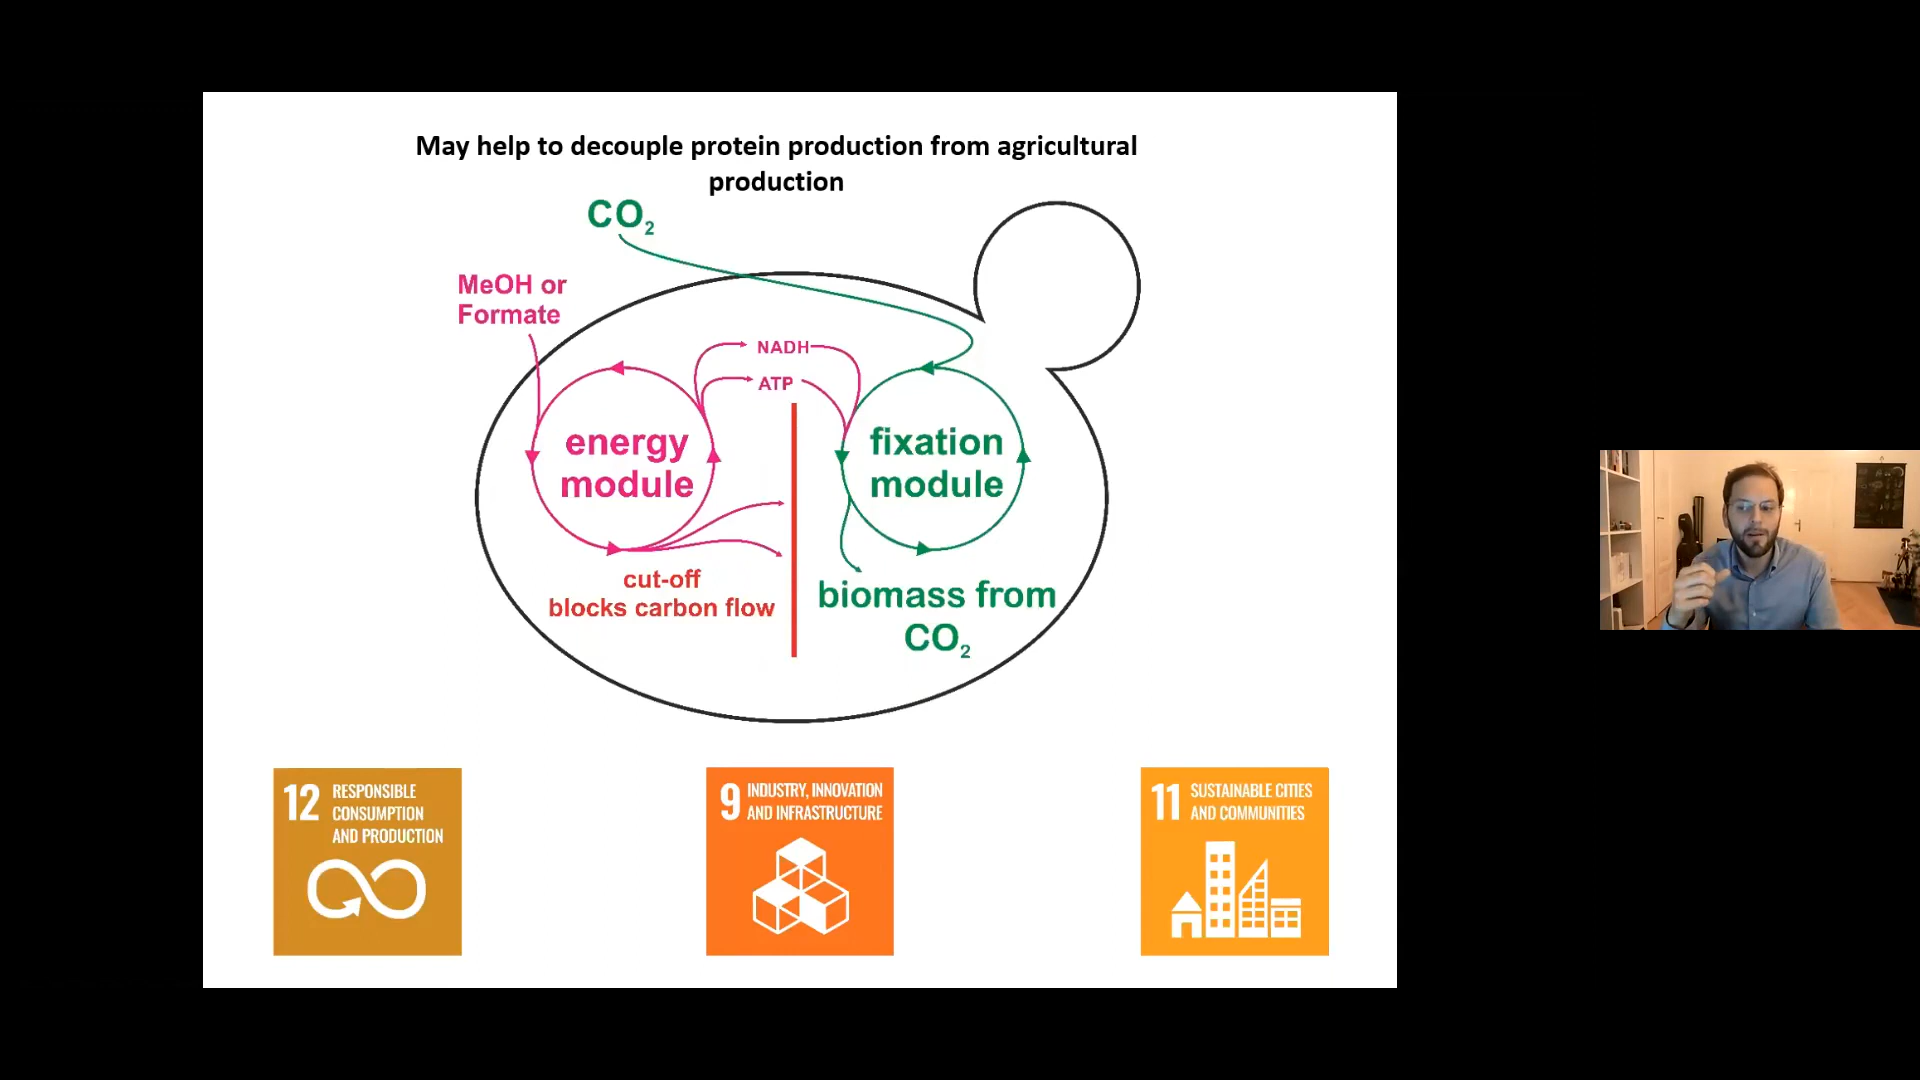 May help to decouple protein production from agricultural
production
CO₂
MeOH or
Formate
NADH
ATP
energy
module
fixation
module
cut-off
blocks carbon flow
biomass from
CO₂
12 RESPONSIBLE
CONSUMPTION
AND PRODUCTION
9 INDUSTRY, INNOVATION
AND INFRASTRUCTURE
11 SUSTAINABLE CITIES
AND COMMUNITIES